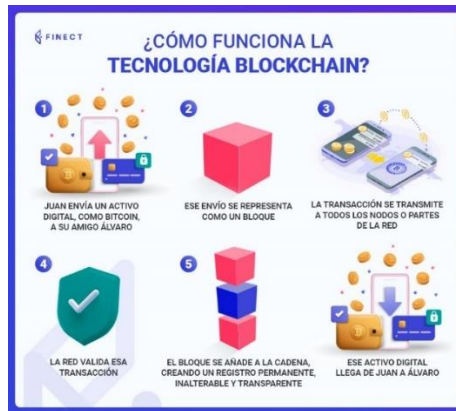 FINECT
¿CÓMO FUNCIONA LA
TECNOLOGÍA BLOCKCHAIN?
1
JUAN ENVÍA UN ACTIVO
DIGITAL, COMO BITCOIN,
A SU AMIGO ÁLVARO
2
ESE ENVÍO SE REPRESENTA
COMO UN BLOQUE
3
LA TRANSACCIÓN SE TRANSMITE
A TODOS LOS NODOS O PARTES
DE LA RED
4
LA RED VALIDA ESA
TRANSACCIÓN
5
EL BLOQUE SE AÑADE A LA CADENA,
CREANDO UN REGISTRO PERMANENTE,
INALTERABLE Y TRANSPARENTE
ESE ACTIVO DIGITAL
LLEGA DE JUAN A ÁLVARO